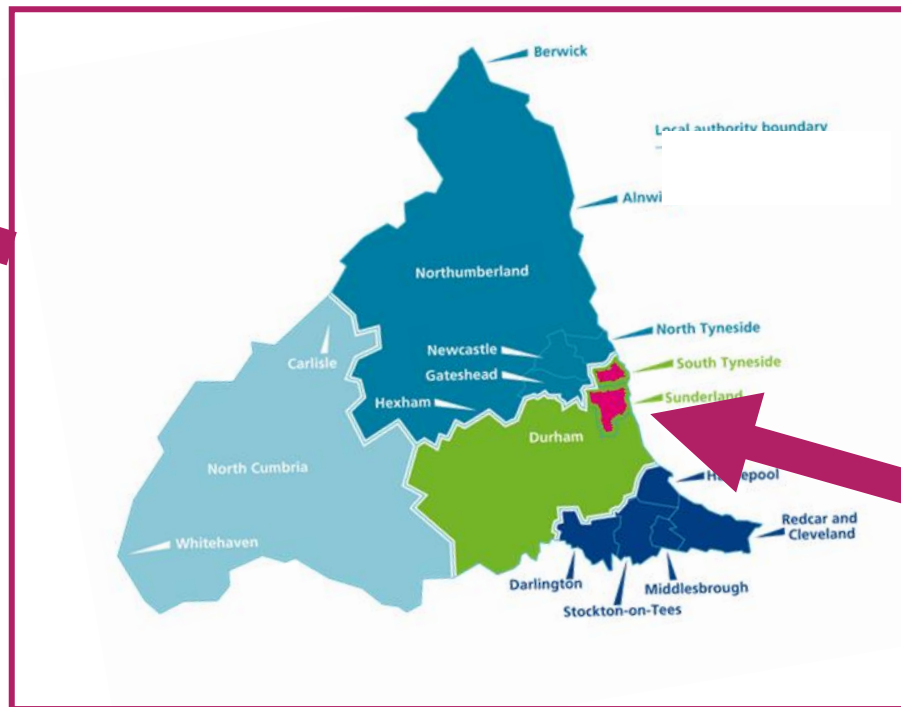 Berwick
Local authority boundary
Northumberland
North Tyneside
Newcastle
Carlisle
South Tyneside
Gateshead
Hexham
Sunderland
Durham
North Cumbria
Redcar and
Cleveland
Whitehaven
Darlington
Middlesbrough
Stockton-on-Tees